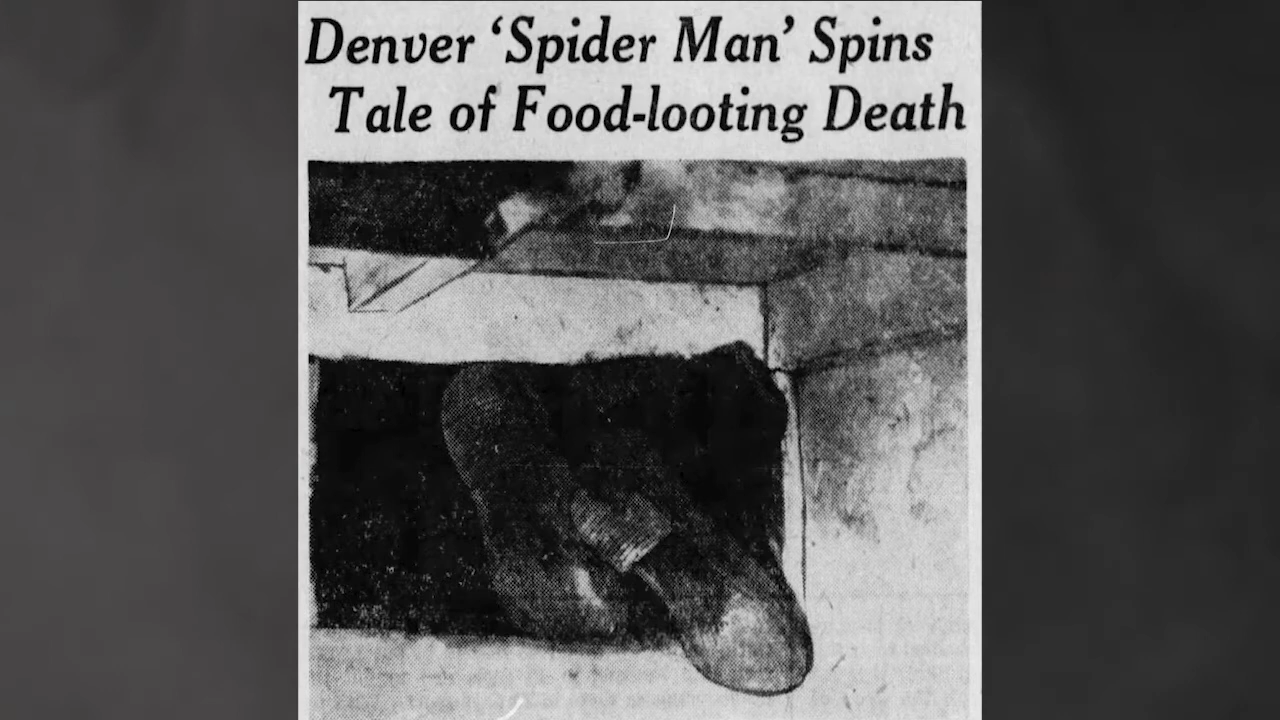 Denver ‘Spider Man’ Spins
Tale of Food-looting Death